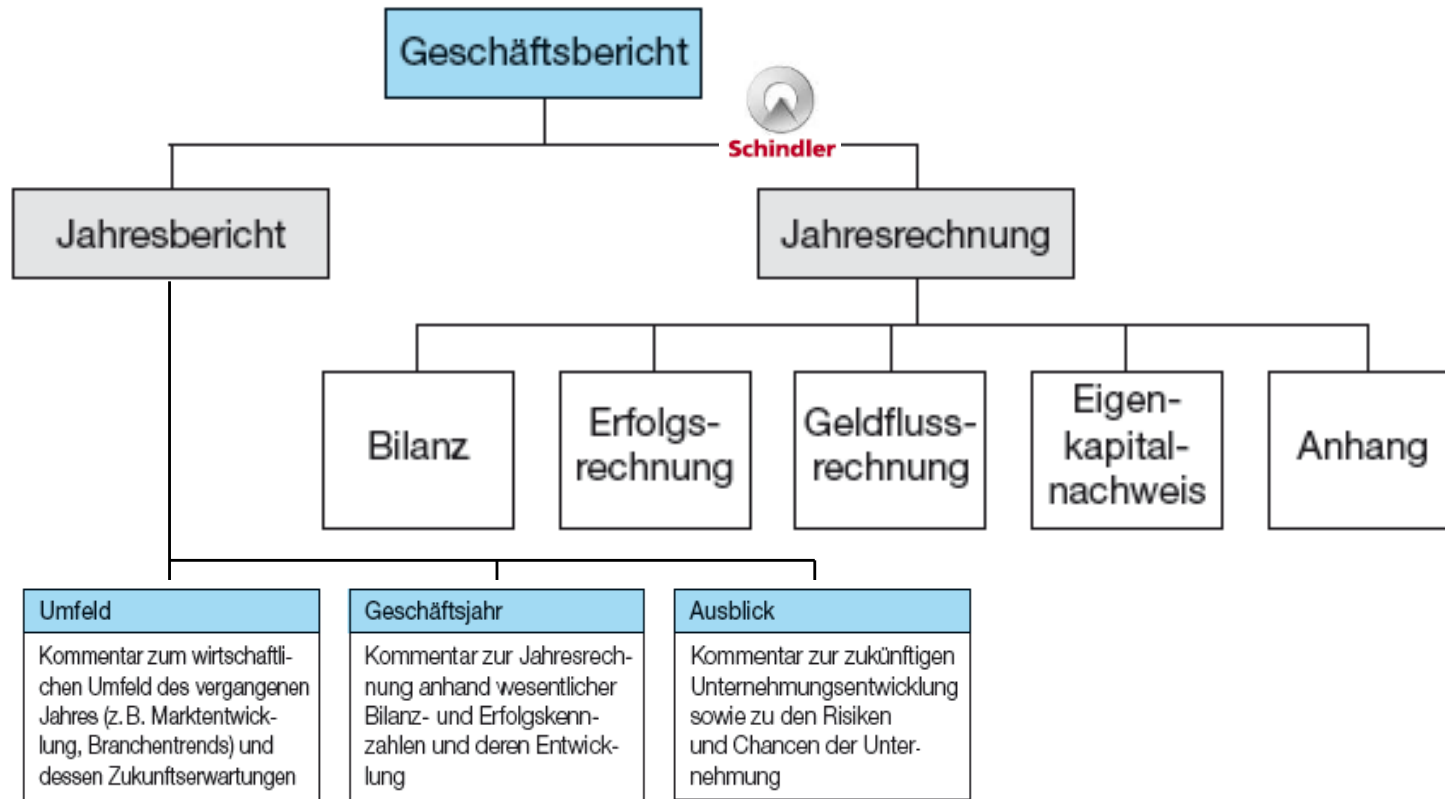 Geschäftsbericht
Schindler
Jahresbericht
Jahresrechnung
Bilanz
Erfolgs-
rechnung
Geldfluss-
rechnung
Eigen-
kapital-
nachweis
Anhang
Umfeld
Kommentar zum wirtschaftli-
chen Umfeld des vergangenen
Jahres (z. B. Marktentwick-
lung, Branchentrends) und
dessen Zukunftserwartungen
Geschäftsjahr
Kommentar zur Jahresrech-
nung anhand wesentlicher
Bilanz- und Erfolgskenn-
zahlen und deren Entwick-
lung
Ausblick
Kommentar zur zukünftigen
Unternehmungsentwicklung
sowie zu den Risiken
und Chancen der Unter-
nehmung